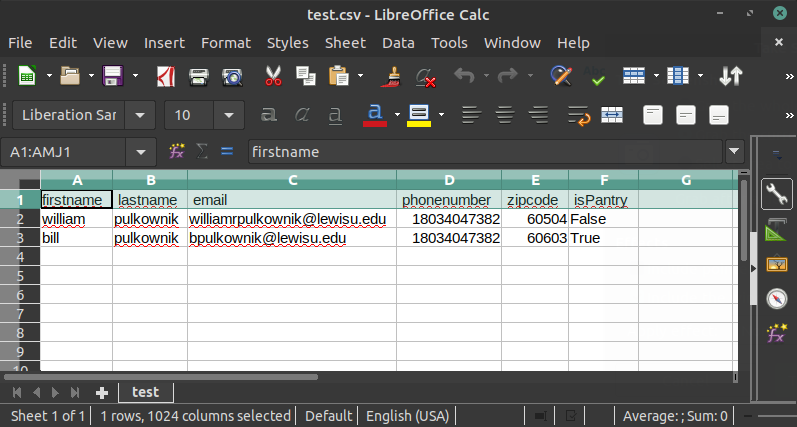 test.csv - LibreOffice Calc
File Edit View Insert Format Styles Sheet Data Tools Window Help ×
»
Liberation Sar 10 a a a a »
A1:AMJ1 fx Σ = firstname
A B C D E F G
1 firstname lastname email phonenumber zipcode isPantry
2 william pulkownik williamrpulkownik@lewisu.edu 18034047382 60504 False
3 bill pulkownik bpulkownik@lewisu.edu 18034047382 60603 True
4
5
6
7
8
9
10
test
Sheet 1 of 1 1 rows, 1024 columns selected Default English (USA) Average: ; Sum: 0